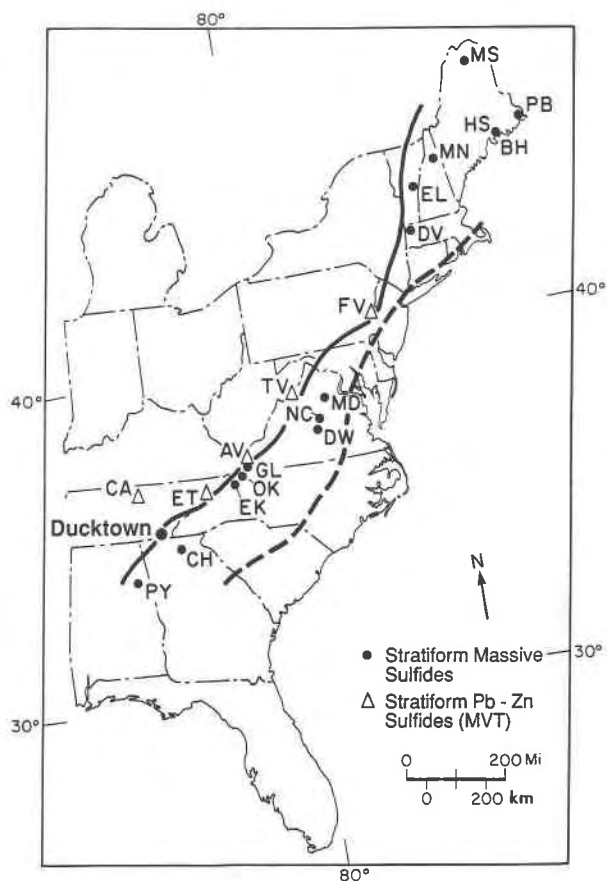 80°
MS
PB
HS
BH
MN
EL
DV
40°
FV
TV
40°
MD
NC
DW
AV
GL
CA
ET
OK
EK
Ducktown
CH
PY
N
Stratiform Massive
Sulfides
30°
Stratiform Pb - Zn
Sulfides (MVT)
30°
0 200 Mi
0 200 km
80°